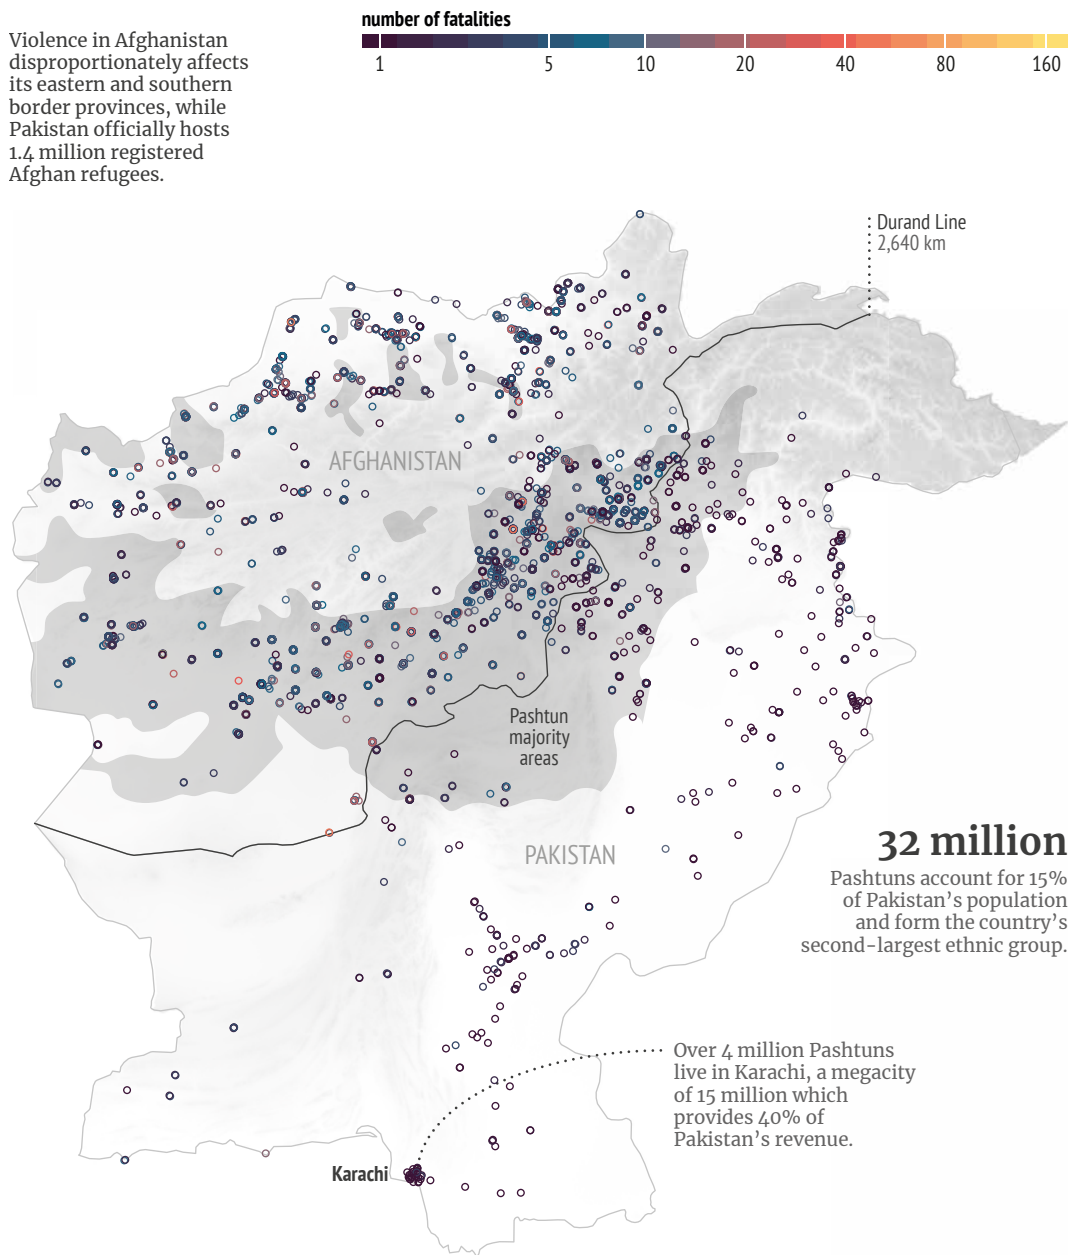 number of fatalities
1 5 10 20 40 80 160
Violence in Afghanistan
disproportionately affects
its eastern and southern
border provinces, while
Pakistan officially hosts
1.4 million registered
Afghan refugees.
Durand Line
2,640 km
AFGHANISTAN
Pashtun
majority
areas
PAKISTAN
32 million
Pashtuns account for 15%
of Pakistan’s population
and form the country’s
second-largest ethnic group.
Over 4 million Pashtuns
live in Karachi, a megacity
of 15 million which
provides 40% of
Pakistan’s revenue.
Karachi